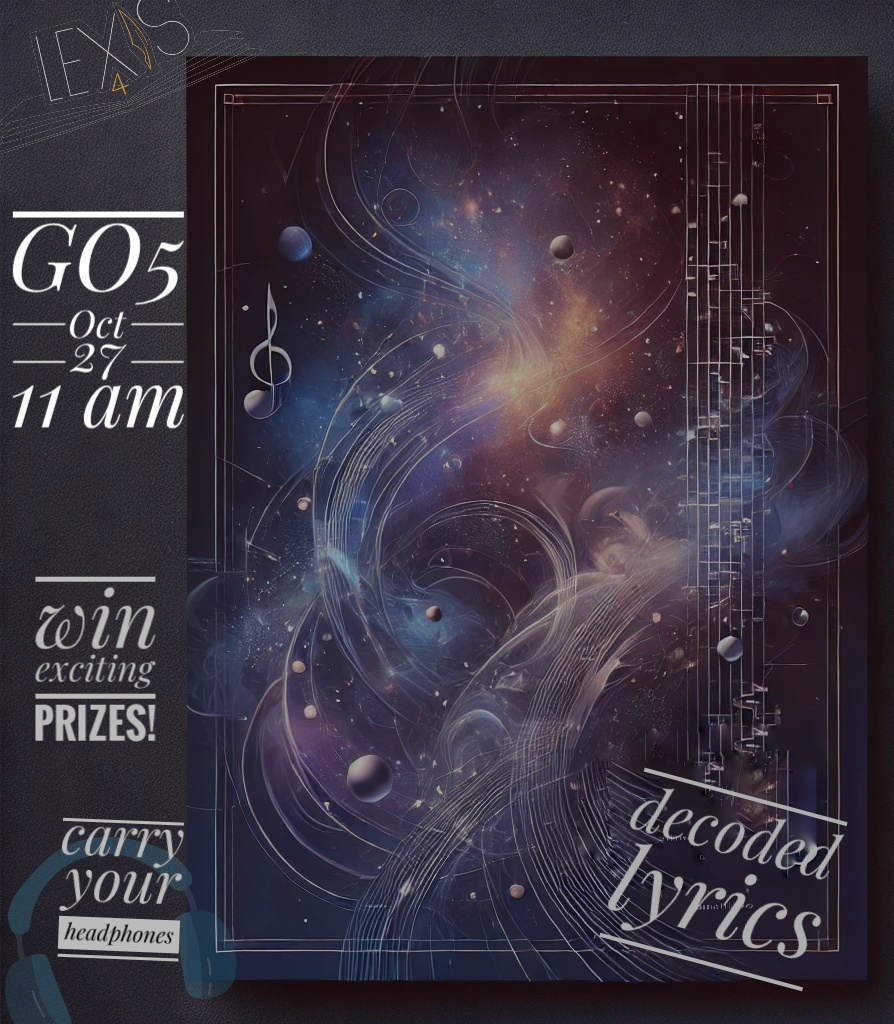 LEXIS
4
GO5
Oct
27
11 am
win
exciting
PRIZES!
carry
your
headphones
decoded
lyrics